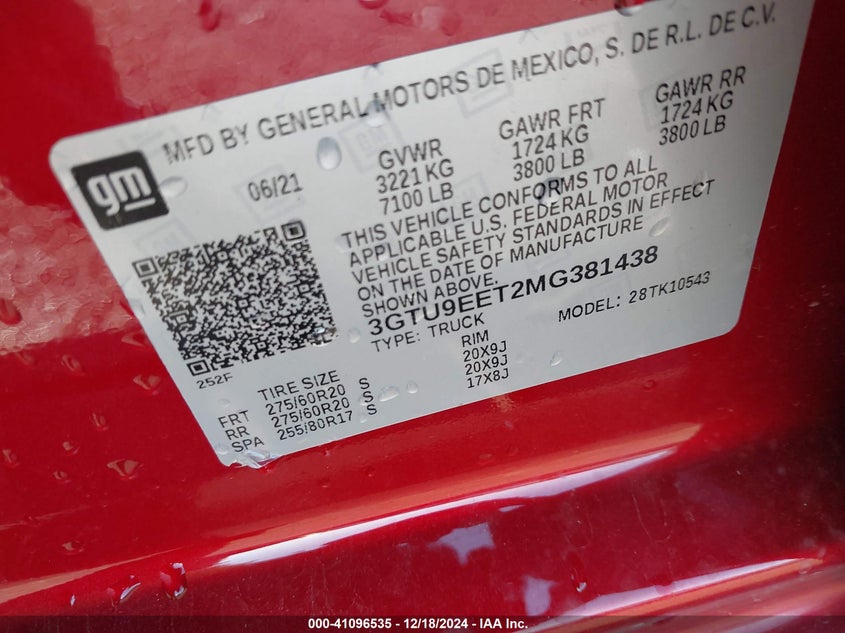 MFD BY GENERAL MOTORS DE MEXICO, S. DE R.L. DE C.V.
gm
06/21
GVWR GAWR FRT GAWR RR
3221 KG 1724 KG 1724 KG
7100 LB 3800 LB 3800 LB
THIS VEHICLE CONFORMS TO ALL
APPLICABLE U.S. FEDERAL MOTOR
VEHICLE SAFETY STANDARDS IN EFFECT
ON THE DATE OF MANUFACTURE
SHOWN ABOVE.
3GTU9EET2MG381438
TYPE: TRUCK MODEL: 28TK10543
252F
TIRE SIZE RIM
FRT 275/60R20 S 20X9J
RR 275/60R20 S 20X9J
SPA 255/80R17 S 17X8J
000-41096535 - 12/18/2024 - IAA Inc.